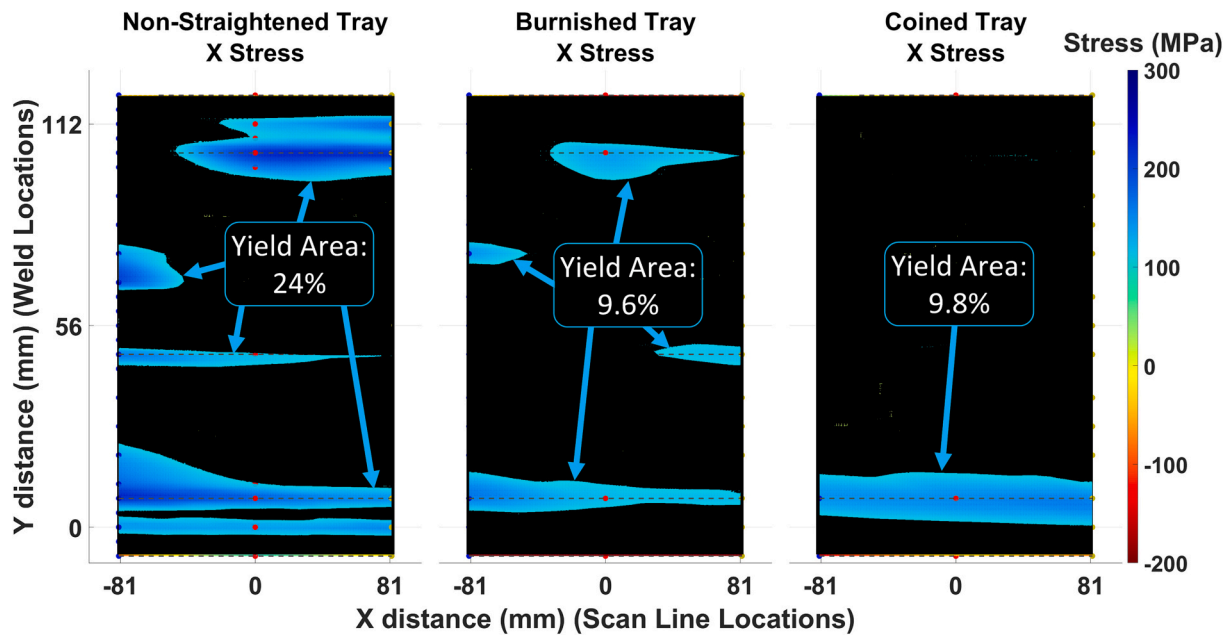 Non-Straightened Tray
X Stress
Burnished Tray
X Stress
Coined Tray
X Stress
Stress (MPa)
Y distance (mm) (Weld Locations)
112
56
0
Yield Area:
24%
Yield Area:
9.6%
Yield Area:
9.8%
300
200
100
0
-100
-200
-81
0
81
-81
0
81
-81
0
81
X distance (mm) (Scan Line Locations)